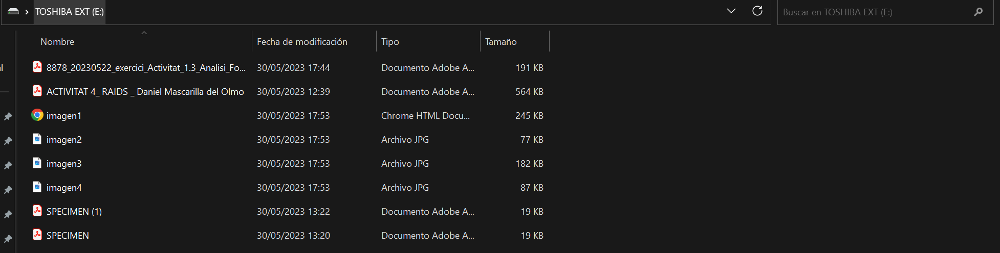 TOSHIBA EXT (E:)
Buscar en TOSHIBA EXT (E:)
Nombre Fecha de modificación Tipo Tamaño
8878_20230522_exercici_Activitat_1.3_Analisi_Fo... 30/05/2023 17:44 Documento Adobe A... 191 KB
ACTIVITAT 4_ RAIDS _ Daniel Mascarilla del Olmo 30/05/2023 12:39 Documento Adobe A... 564 KB
imagen1 30/05/2023 17:53 Chrome HTML Docu... 245 KB
imagen2 30/05/2023 17:53 Archivo JPG 77 KB
imagen3 30/05/2023 17:53 Archivo JPG 182 KB
imagen4 30/05/2023 17:53 Archivo JPG 87 KB
SPECIMEN (1) 30/05/2023 13:22 Documento Adobe A... 19 KB
SPECIMEN 30/05/2023 13:20 Documento Adobe A... 19 KB